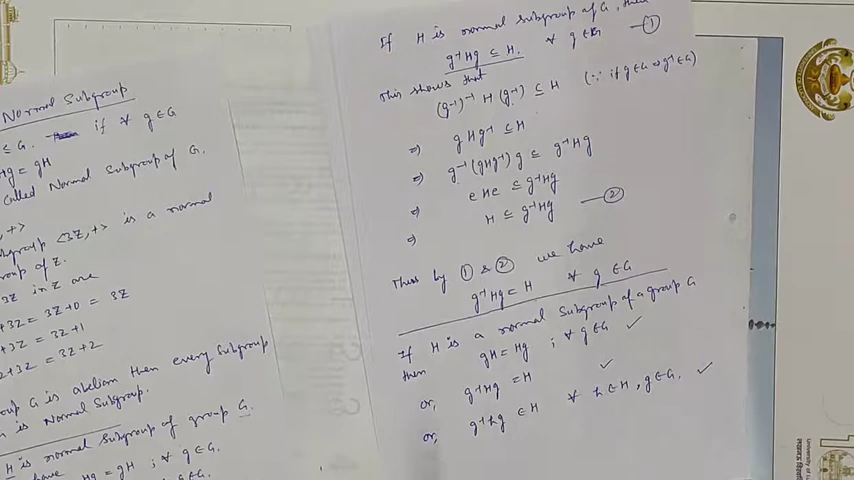 Normal Subgroup
≤ G. if ∀ g∈G
Hg = gH
called Normal Subgroup of G.
, +>
subgroup <3Z, +> is a normal
group of Z.
3Z in Z are
+3Z = 3Z+0 = 3Z
+3Z = 3Z+1
2+3Z = 3Z+2
oup G is abelian then every Subgroup
is Normal Subgroup.
H is normal subgroup of group G.
have Hg = gH ; ∀ g∈G.
If H is normal subgroup of G, then
g⁻¹Hg ⊆ H. ∀ g∈G —①
This shows that
(g⁻¹)⁻¹ H (g⁻¹) ⊆ H (∵ if g∈G ⇒ g⁻¹∈G)
⇒ gHg⁻¹ ⊆ H
⇒ g⁻¹(gHg⁻¹)g ⊆ g⁻¹Hg
⇒ eHe ⊆ g⁻¹Hg
⇒ H ⊆ g⁻¹Hg —②
Thus by ① & ② we have
g⁻¹Hg = H ∀ g∈G
If H is a normal Subgroup of a group G
then gH = Hg ; ∀ g∈G ✓
or, g⁻¹Hg = H ✓
or, g⁻¹hg ∈ H ∀ h∈H, g∈G. ✓